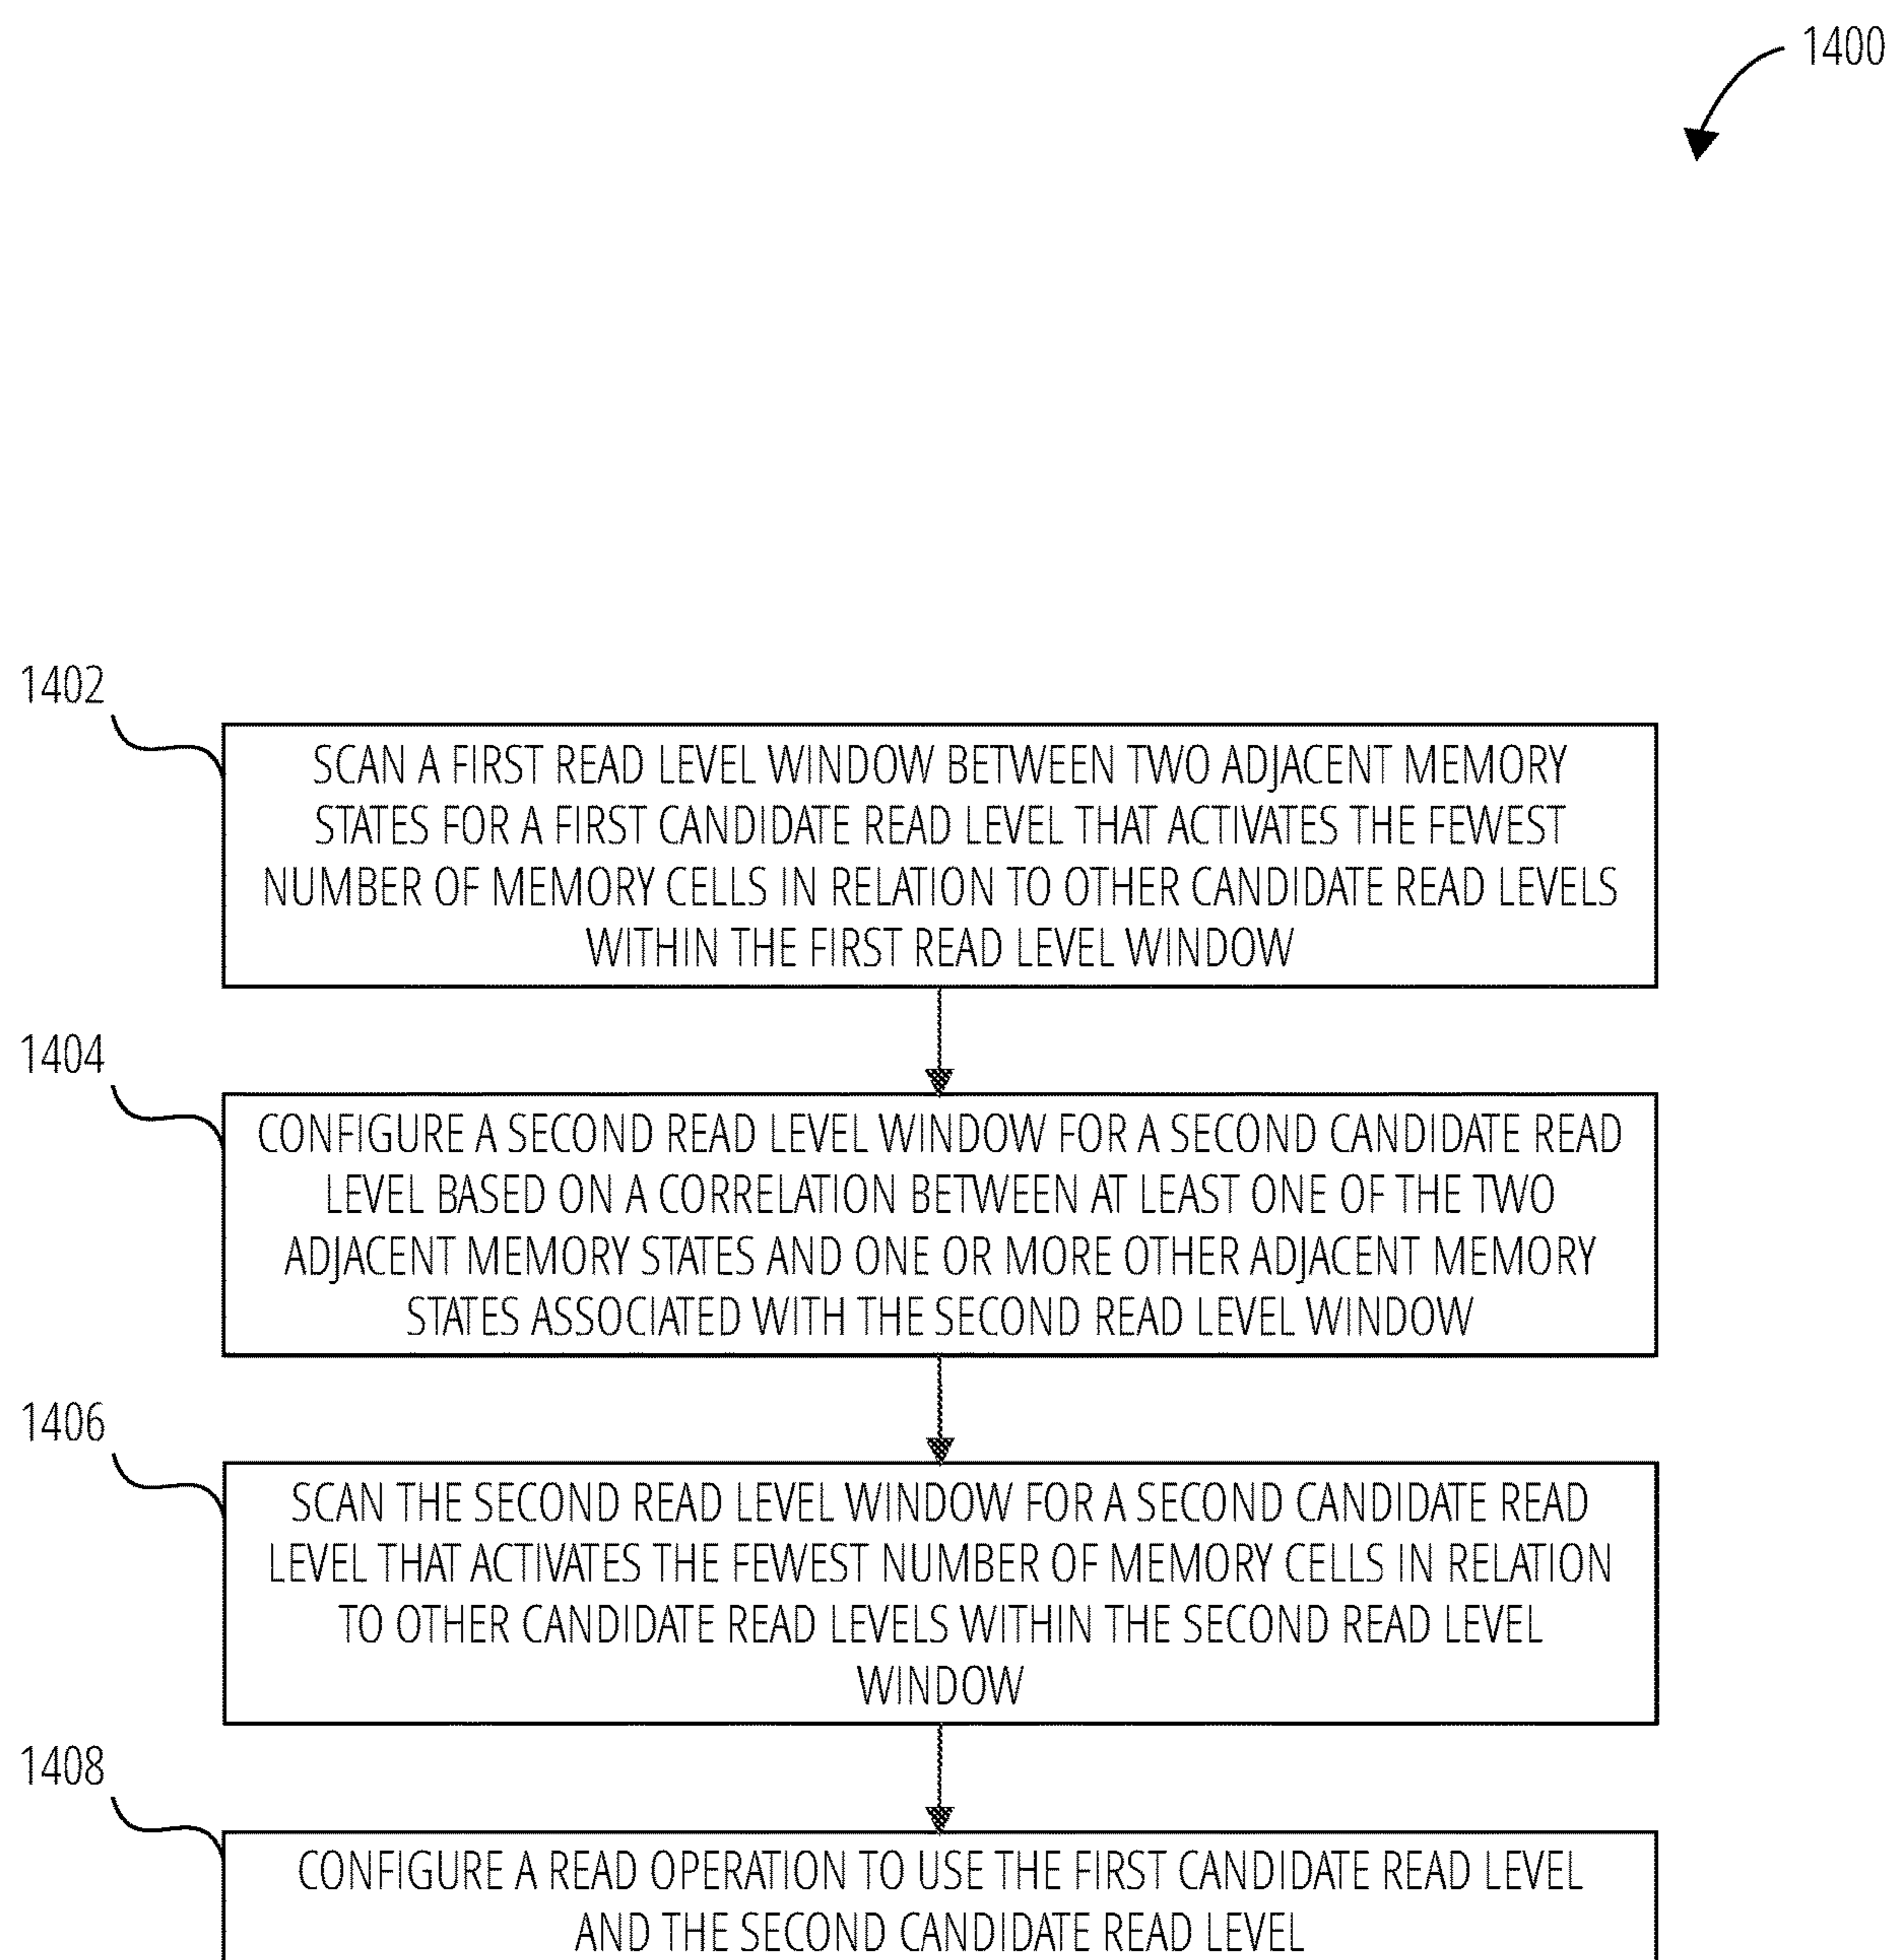 1400
1402
SCAN A FIRST READ LEVEL WINDOW BETWEEN TWO ADJACENT MEMORY
STATES FOR A FIRST CANDIDATE READ LEVEL THAT ACTIVATES THE FEWEST
NUMBER OF MEMORY CELLS IN RELATION TO OTHER CANDIDATE READ LEVELS
WITHIN THE FIRST READ LEVEL WINDOW
1404
CONFIGURE A SECOND READ LEVEL WINDOW FOR A SECOND CANDIDATE READ
LEVEL BASED ON A CORRELATION BETWEEN AT LEAST ONE OF THE TWO
ADJACENT MEMORY STATES AND ONE OR MORE OTHER ADJACENT MEMORY
STATES ASSOCIATED WITH THE SECOND READ LEVEL WINDOW
1406
SCAN THE SECOND READ LEVEL WINDOW FOR A SECOND CANDIDATE READ
LEVEL THAT ACTIVATES THE FEWEST NUMBER OF MEMORY CELLS IN RELATION
TO OTHER CANDIDATE READ LEVELS WITHIN THE SECOND READ LEVEL
WINDOW
1408
CONFIGURE A READ OPERATION TO USE THE FIRST CANDIDATE READ LEVEL
AND THE SECOND CANDIDATE READ LEVEL